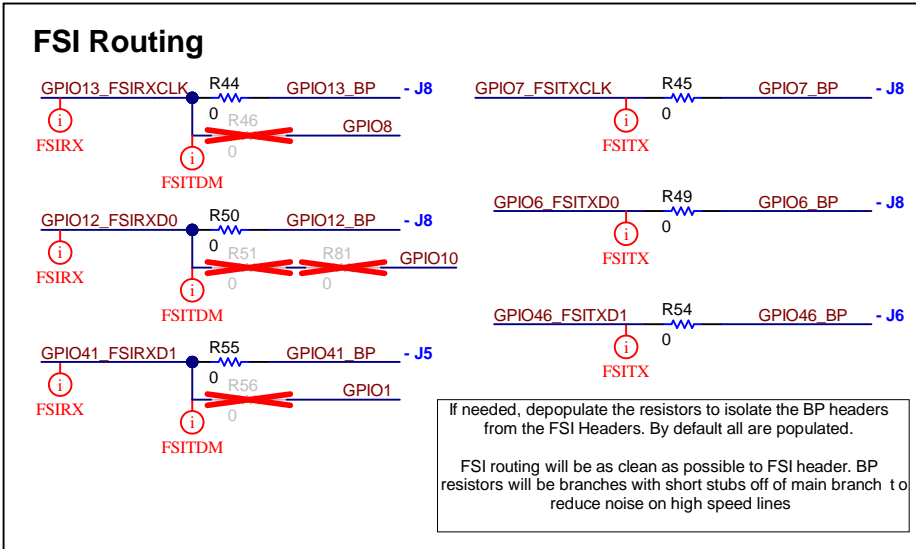 FSI Routing
GPIO13_FSIRXCLK R44 GPIO13_BP - J8
0
R46 GPIO8
0
i
FSIRX
i
FSITDM
GPIO12_FSIRXD0 R50 GPIO12_BP - J8
0
R51 R81 GPIO10
0 0
i
FSIRX
i
FSITDM
GPIO41_FSIRXD1 R55 GPIO41_BP - J5
0
R56 GPIO1
0
i
FSIRX
i
FSITDM
GPIO7_FSITXCLK R45 GPIO7_BP - J8
0
i
FSITX
GPIO6_FSITXD0 R49 GPIO6_BP - J8
0
i
FSITX
GPIO46_FSITXD1 R54 GPIO46_BP - J6
0
i
FSITX
If needed, depopulate the resistors to isolate the BP headers
from the FSI Headers. By default all are populated.
FSI routing will be as clean as possible to FSI header. BP
resistors will be branches with short stubs off of main branch to
reduce noise on high speed lines